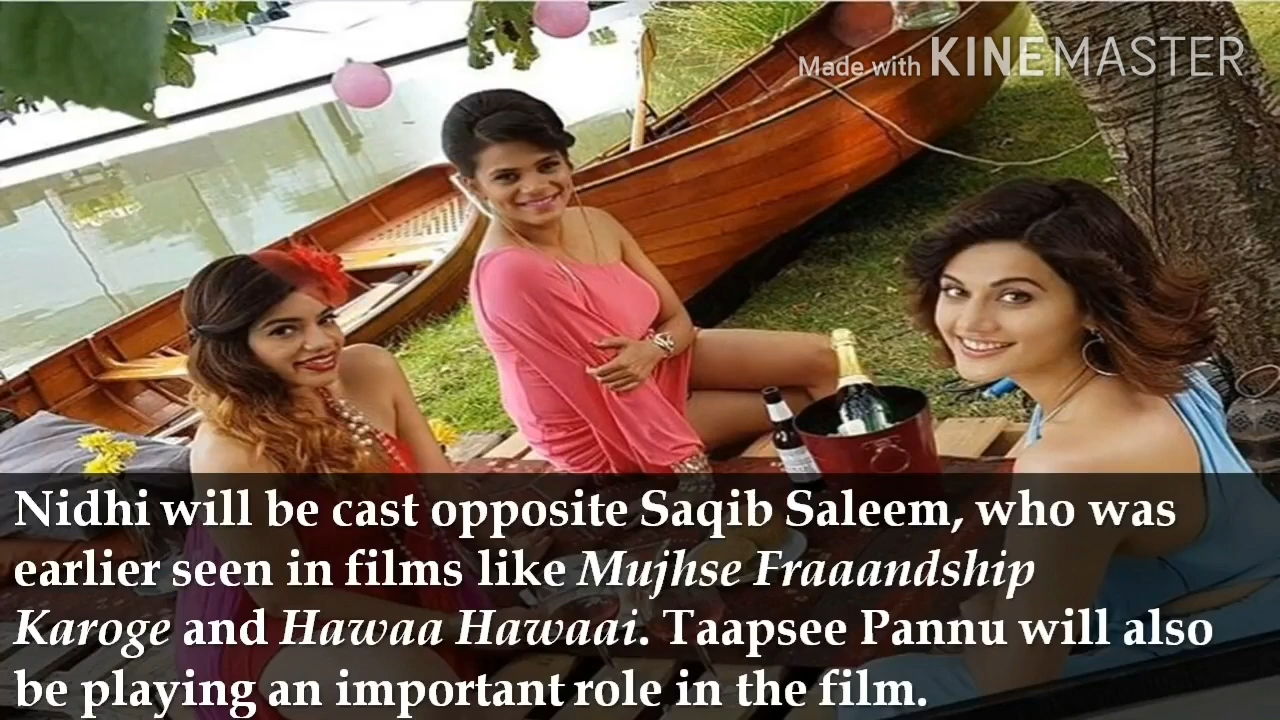 Made with KINEMASTER
Nidhi will be cast opposite Saqib Saleem, who was
earlier seen in films like Mujhse Fraaandship
Karoge and Hawaa Hawaai. Taapsee Pannu will also
be playing an important role in the film.